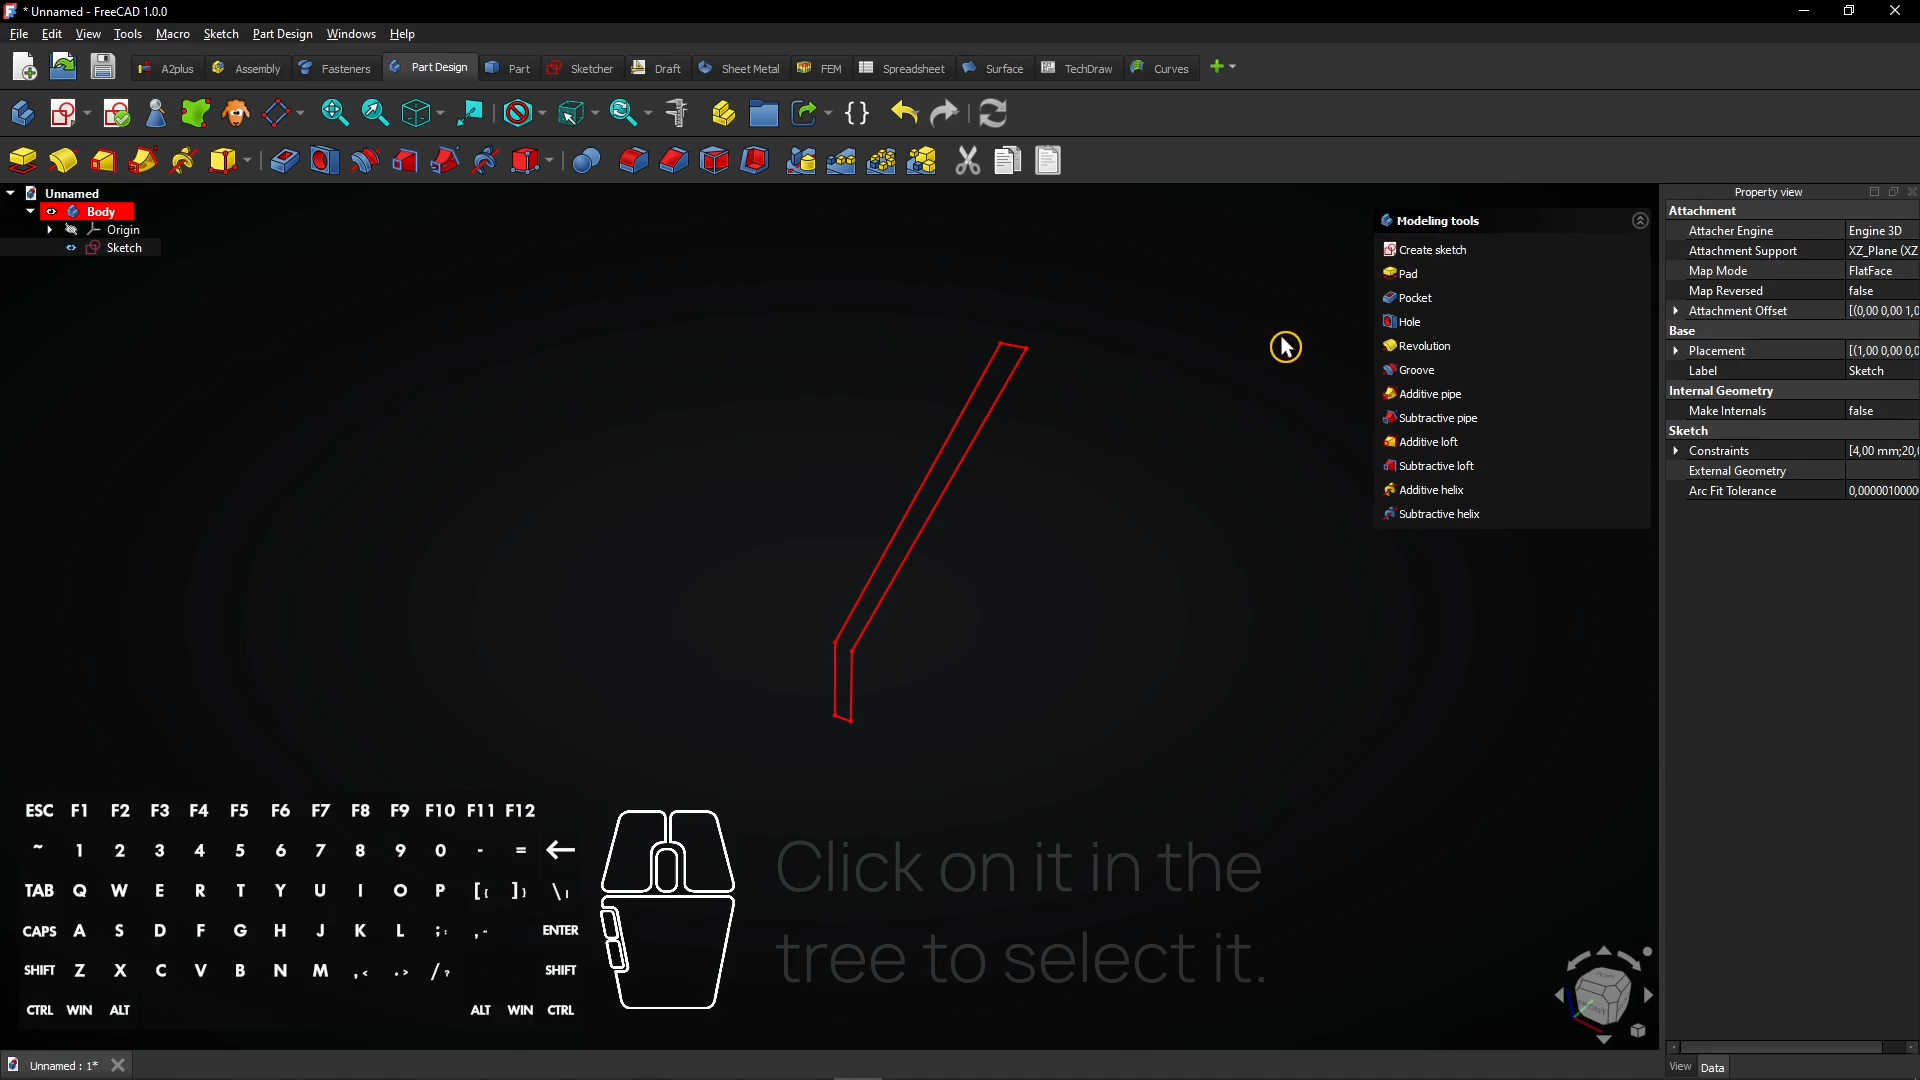 * Unnamed - FreeCAD 1.0.0
File Edit View Tools Macro Sketch Part Design Windows Help
A2plus Assembly Fasteners Part Design Part Sketcher Draft Sheet Metal FEM Spreadsheet Surface TechDraw Curves
Unnamed
Body
Origin
Sketch
Modeling tools
Create sketch
Pad
Pocket
Hole
Revolution
Groove
Additive pipe
Subtractive pipe
Additive loft
Subtractive loft
Additive helix
Subtractive helix
Property view
Attachment
Attacher Engine Engine 3D
Attachment Support XZ_Plane (XZ
Map Mode FlatFace
Map Reversed false
Attachment Offset [(0,00 0,00 1,0
Base
Placement [(1,00 0,00 0,0
Label Sketch
Internal Geometry
Make Internals false
Sketch
Constraints [4,00 mm;20,0
External Geometry
Arc Fit Tolerance 0,0000010000
ESC F1 F2 F3 F4 F5 F6 F7 F8 F9 F10 F11 F12
~ 1 2 3 4 5 6 7 8 9 0 - = ←
TAB Q W E R T Y U I O P [{ ]} \|
CAPS A S D F G H J K L ;: ,“ ENTER
SHIFT Z X C V B N M ,< .> /? SHIFT
CTRL WIN ALT ALT WIN CTRL
Click on it in the
tree to select it.
TOP
FRONT
Unnamed : 1*
View Data